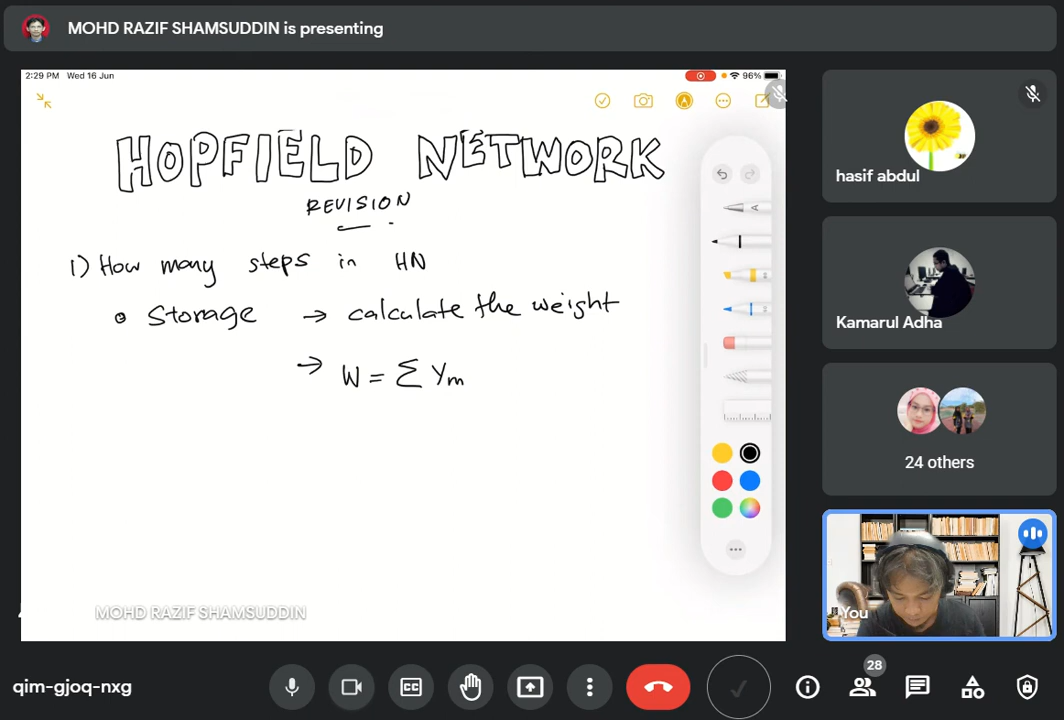 MOHD RAZIF SHAMSUDDIN is presenting
2:29 PM Wed 16 Jun
96%
HOPFIELD NETWORK
REVISION
1) How many steps in HN
Storage → calculate the weight
→ W = Σ Ym
MOHD RAZIF SHAMSUDDIN
hasif abdul
Kamarul Adha
24 others
You
qim-gjoq-nxg
28